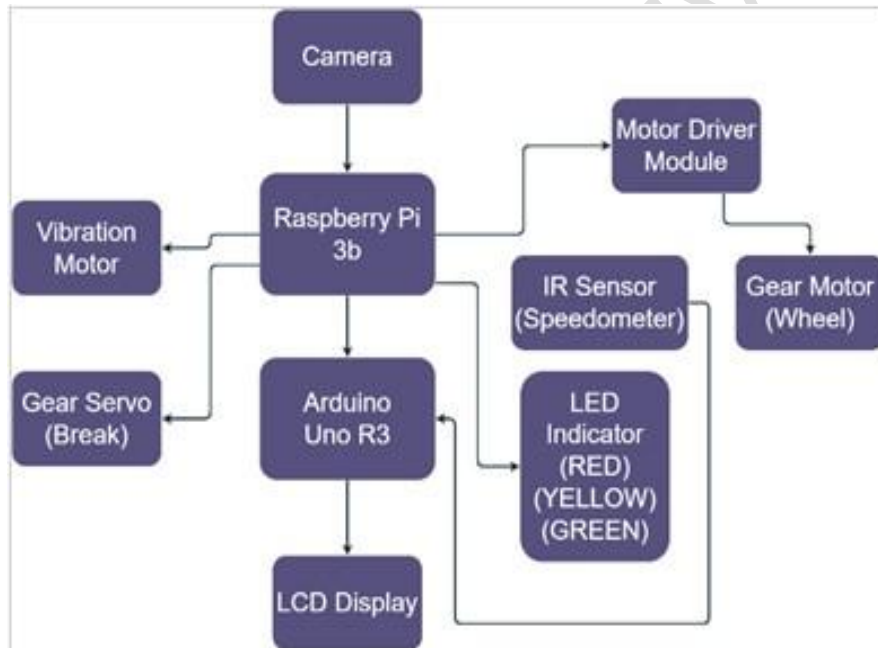 Camera
Motor Driver
Module
Raspberry Pi
3b
Vibration
Motor
IR Sensor
(Speedometer)
Gear Motor
(Wheel)
Gear Servo
(Break)
Arduino
Uno R3
LED
Indicator
(RED)
(YELLOW)
(GREEN)
LCD Display